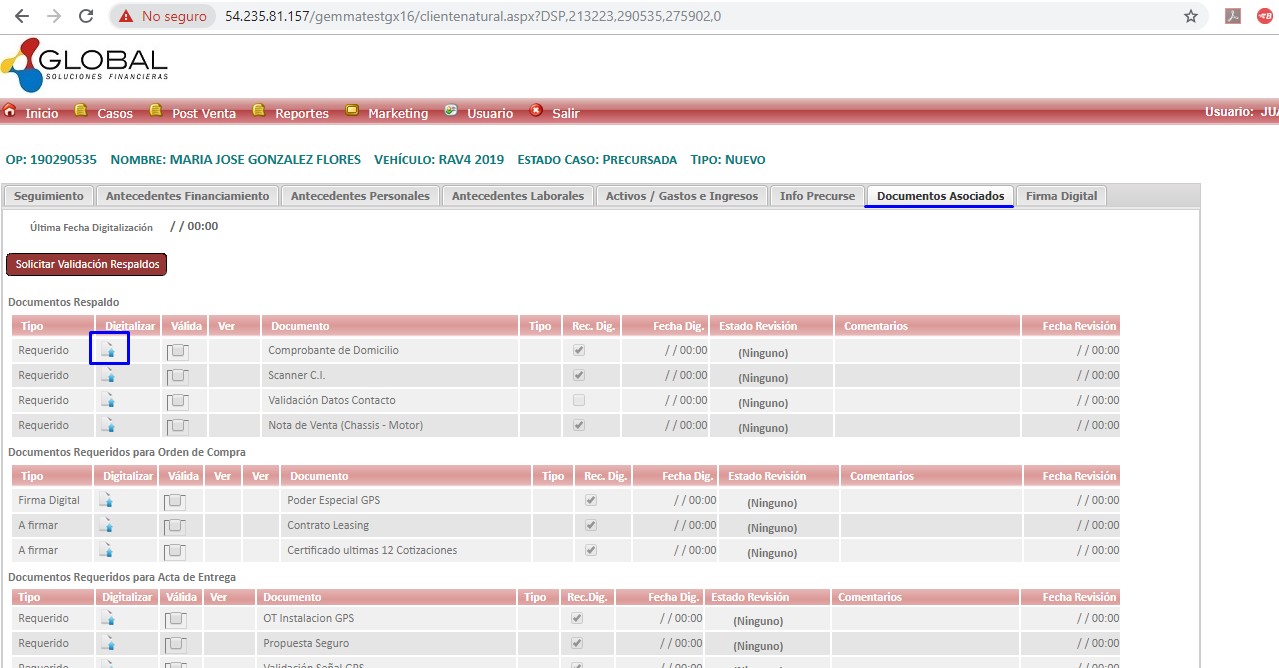 No seguro 54.235.81.157/gemmatestgx16/clientenatural.aspx?DSP,213223,290535,275902,0
GLOBAL
SOLUCIONES FINANCIERAS
Inicio Casos Post Venta Reportes Marketing Usuario Salir Usuario: JUA
OP: 190290535 NOMBRE: MARIA JOSE GONZALEZ FLORES VEHÍCULO: RAV4 2019 ESTADO CASO: PRECURSADA TIPO: NUEVO
Seguimiento Antecedentes Financiamiento Antecedentes Personales Antecedentes Laborales Activos / Gastos e Ingresos Info Precurse Documentos Asociados Firma Digital
Última Fecha Digitalización / / 00:00
Solicitar Validación Respaldos
Documentos Respaldo
Tipo Digitalizar Válida Ver Documento Tipo Rec. Dig. Fecha Dig. Estado Revisión Comentarios Fecha Revisión
Requerido Comprobante de Domicilio / / 00:00 (Ninguno) / / 00:00
Requerido Scanner C.I. / / 00:00 (Ninguno) / / 00:00
Requerido Validación Datos Contacto / / 00:00 (Ninguno) / / 00:00
Requerido Nota de Venta (Chassis - Motor) / / 00:00 (Ninguno) / / 00:00
Documentos Requeridos para Orden de Compra
Tipo Digitalizar Válida Ver Ver Documento Tipo Rec. Dig. Fecha Dig. Estado Revisión Comentarios Fecha Revisión
Firma Digital Poder Especial GPS / / 00:00 (Ninguno) / / 00:00
A firmar Contrato Leasing / / 00:00 (Ninguno) / / 00:00
A firmar Certificado ultimas 12 Cotizaciones / / 00:00 (Ninguno) / / 00:00
Documentos Requeridos para Acta de Entrega
Tipo Digitalizar Válida Ver Documento Tipo Rec.Dig. Fecha Dig. Estado Revisión Comentarios Fecha Revisión
Requerido OT Instalacion GPS / / 00:00 (Ninguno) / / 00:00
Requerido Propuesta Seguro / / 00:00 (Ninguno) / / 00:00
Requerido Validación Señal GPS / / 00:00 (Ninguno) / / 00:00